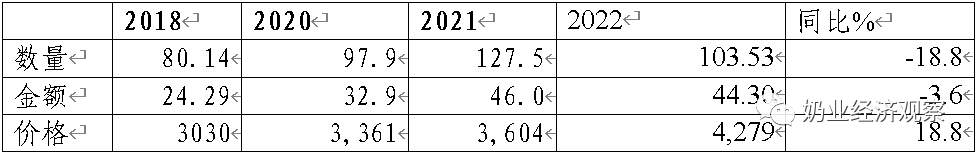 2018 2020 2021 2022 同比%
数量 80.14 97.9 127.5 103.53 -18.8
金额 24.29 32.9 46.0 44.30 -3.6
价格 3030 3,361 3,604 4,279 18.8
奶业经济观察